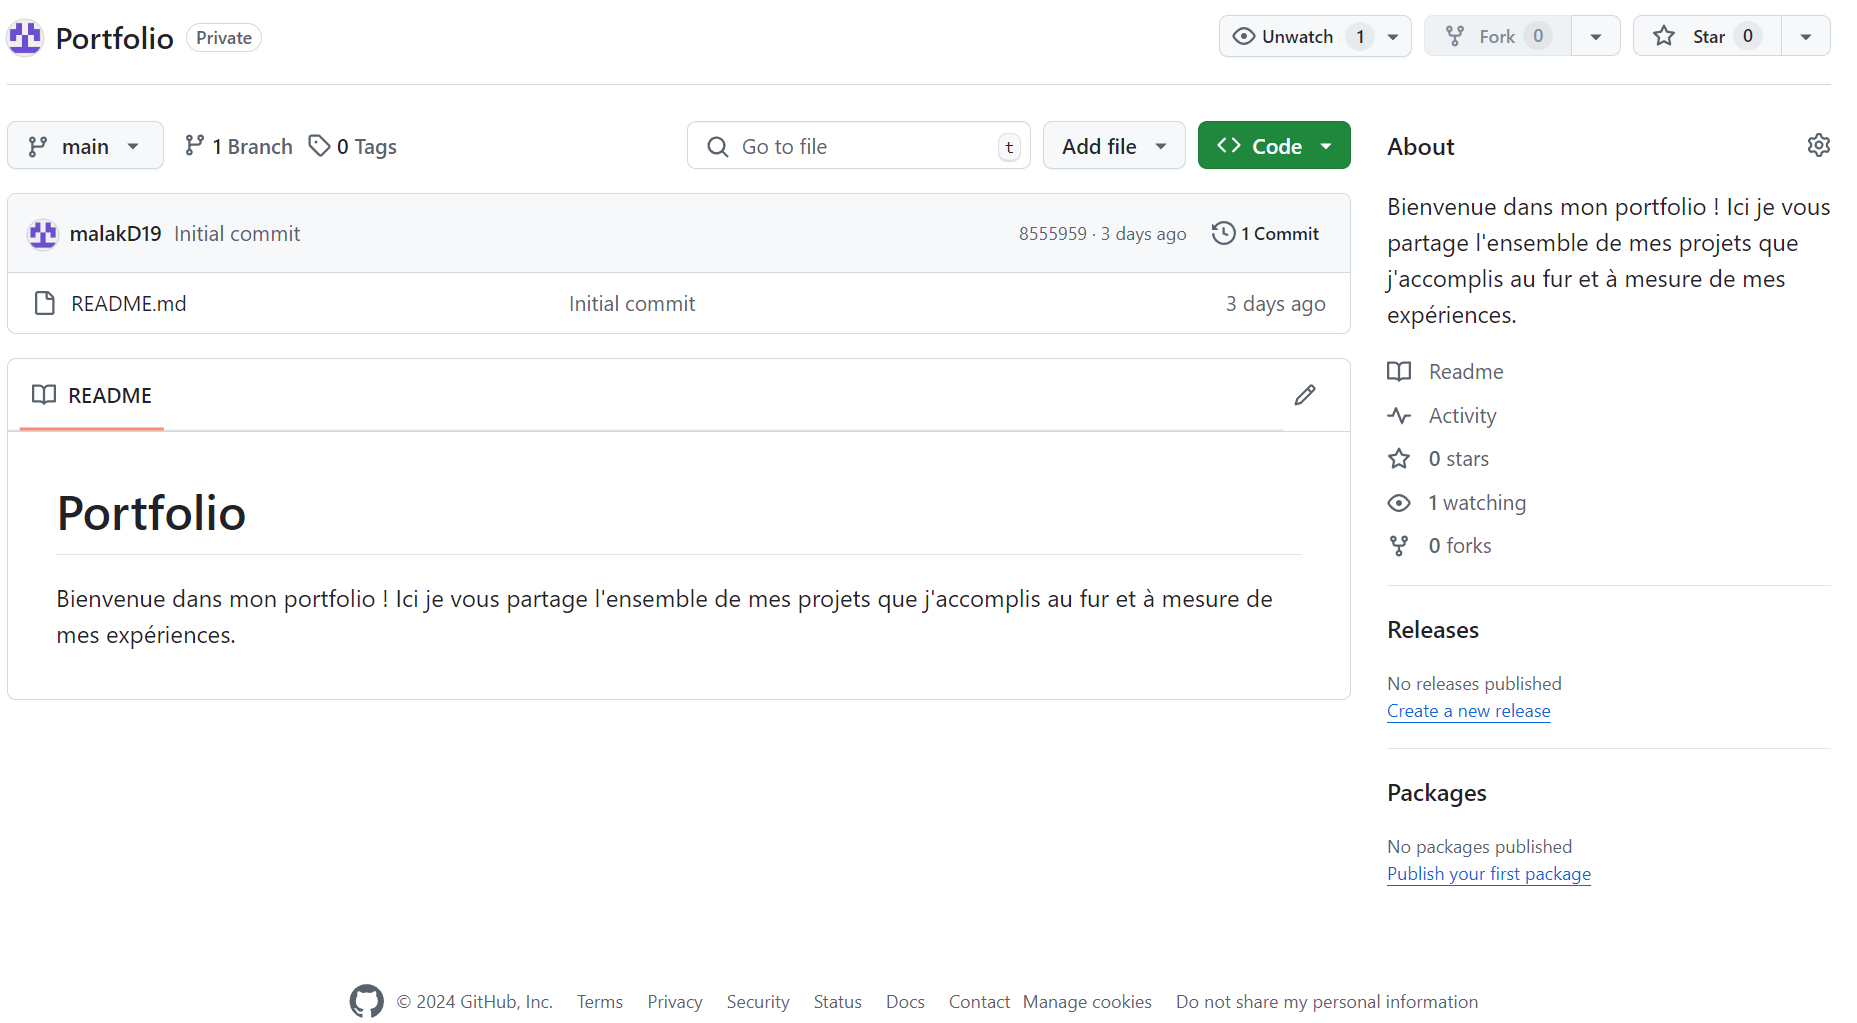 Portfolio Private Unwatch 1 Fork 0 Star 0
main 1 Branch 0 Tags Go to file t Add file Code
malakD19 Initial commit 8555959 · 3 days ago 1 Commit
README.md Initial commit 3 days ago
README
Portfolio
Bienvenue dans mon portfolio ! Ici je vous partage l'ensemble de mes projets que j'accomplis au fur et à mesure de
mes expériences.
About
Bienvenue dans mon portfolio ! Ici je vous
partage l'ensemble de mes projets que
j'accomplis au fur et à mesure de mes
expériences.
Readme
Activity
0 stars
1 watching
0 forks
Releases
No releases published
Create a new release
Packages
No packages published
Publish your first package
© 2024 GitHub, Inc. Terms Privacy Security Status Docs Contact Manage cookies Do not share my personal information